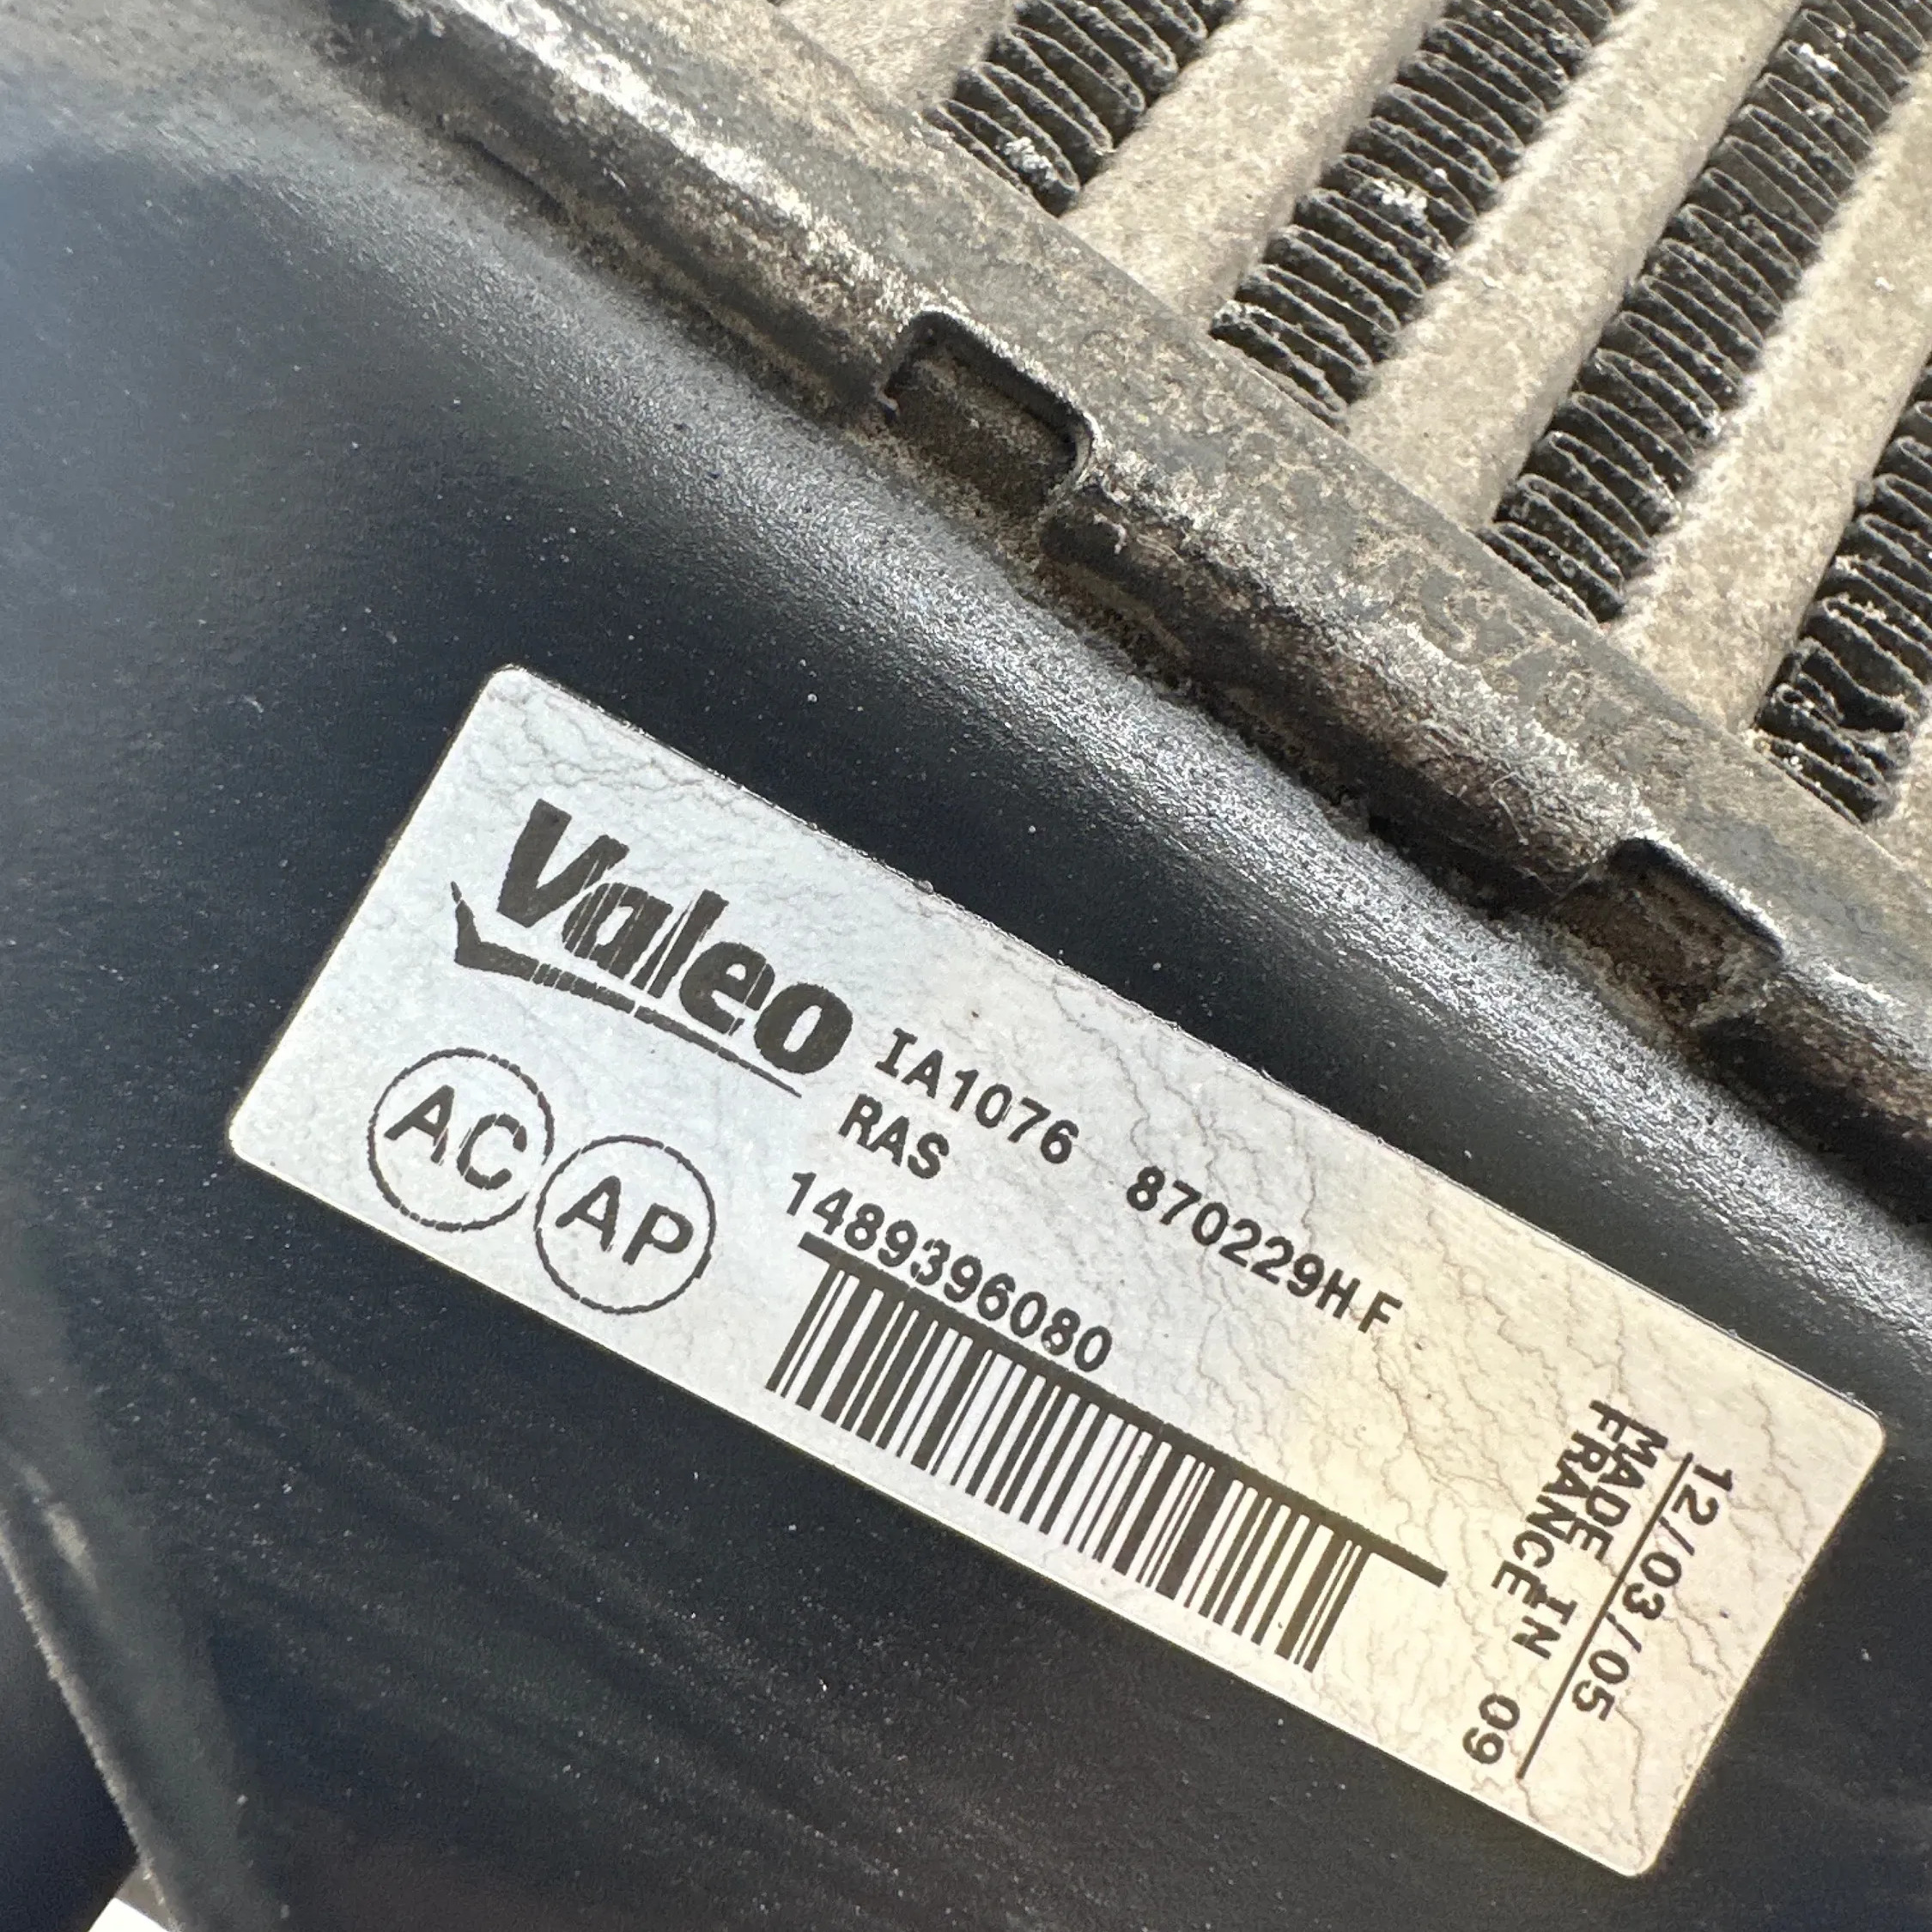 Valeo
IA1076 870229H F
RAS
1489396080
AC AP
12/03/05
MADE IN 09
FRANCE